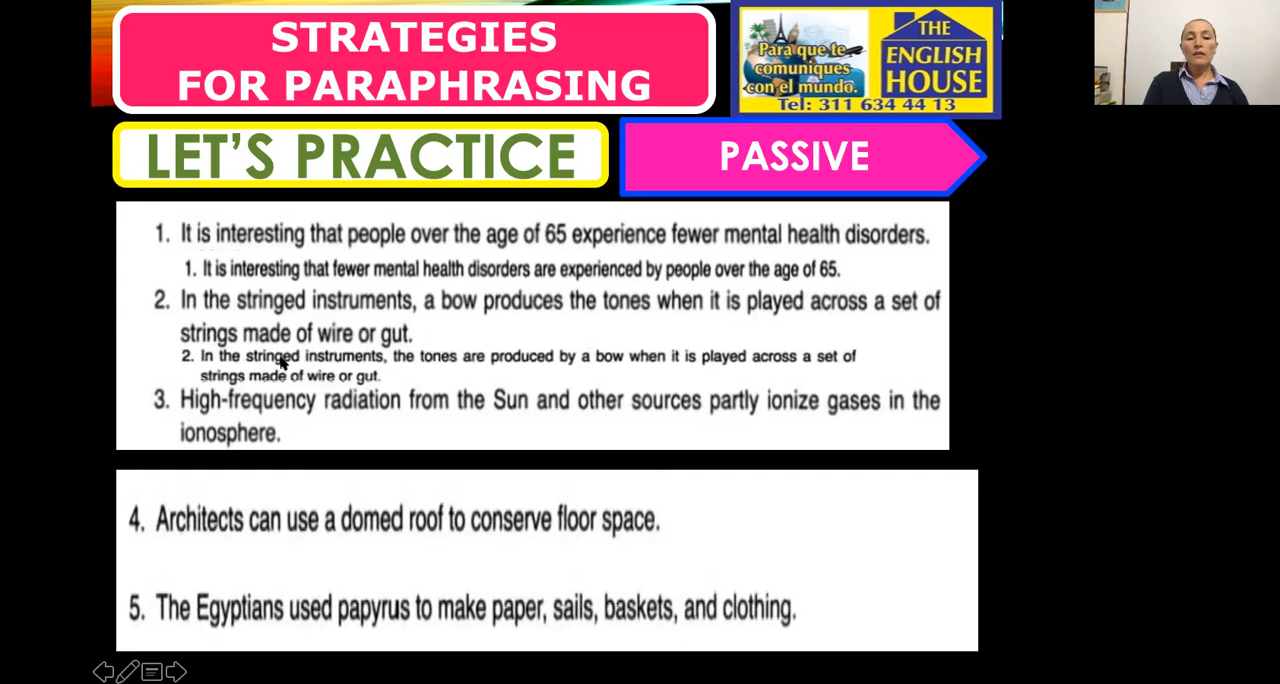 STRATEGIES
FOR PARAPHRASING
Para que te
comuniques
con el mundo.
THE
ENGLISH
HOUSE
Tel: 311 634 44 13
LET'S PRACTICE
PASSIVE
1. It is interesting that people over the age of 65 experience fewer mental health disorders.
1. It is interesting that fewer mental health disorders are experienced by people over the age of 65.
2. In the stringed instruments, a bow produces the tones when it is played across a set of
strings made of wire or gut.
2. In the stringed instruments, the tones are produced by a bow when it is played across a set of
strings made of wire or gut.
3. High-frequency radiation from the Sun and other sources partly ionize gases in the
ionosphere.
4. Architects can use a domed roof to conserve floor space.
5. The Egyptians used papyrus to make paper, sails, baskets, and clothing.